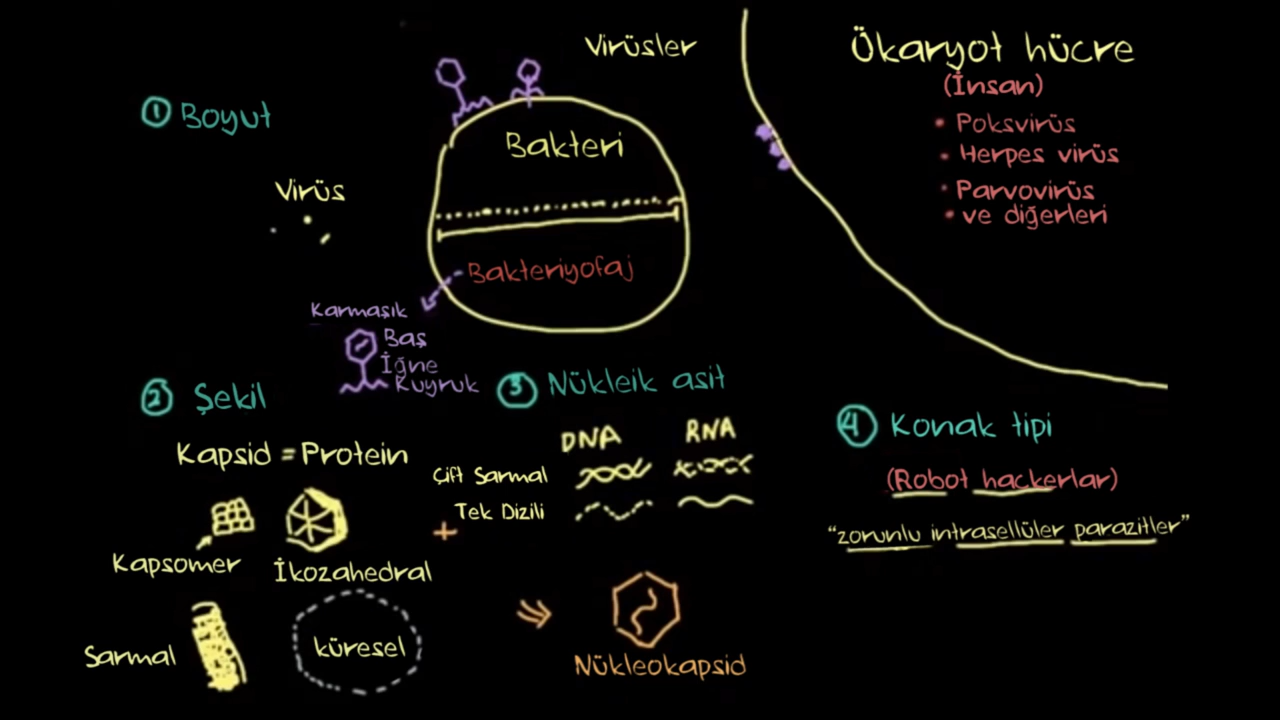 Virüsler
Ükaryot hücre
(İnsan)
• Poksvirüs
• Herpes virüs
• Parvovirüs
• ve diğerleri
1 Boyut
Virüs
Bakteri
Bakteriyofaj
Karmaşık
Baş
İğne
Kuyruk
2 Şekil
Kapsid = Protein
Kapsomer
İkozahedral
Sarmal
küresel
+
3 Nükleik asit
DNA RNA
Çift Sarmal
Tek Dizili
Nükleokapsid
4 Konak tipi
(Robot hackerlar)
"zorunlu intrasellüler parazitler"